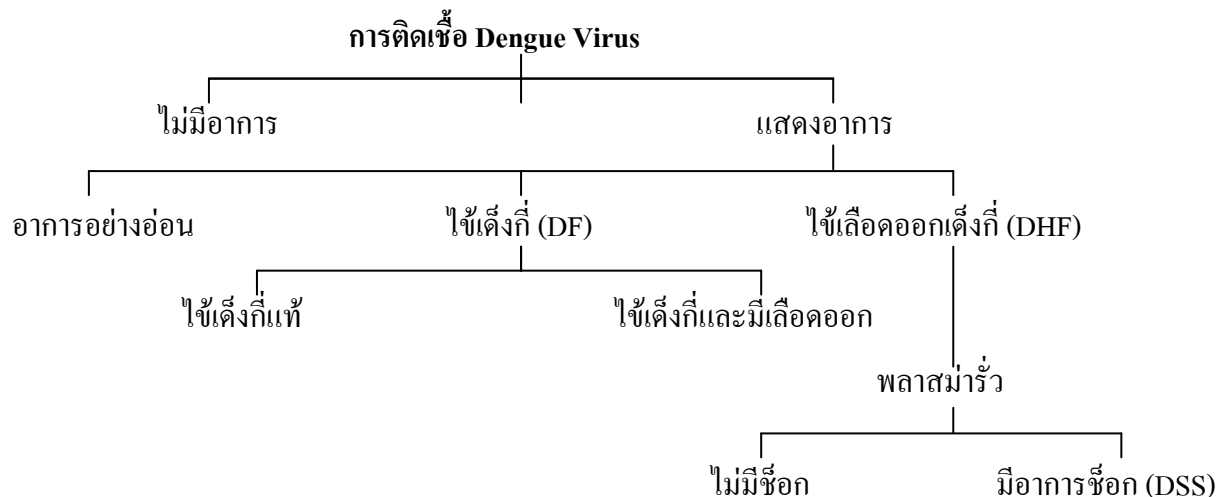 การติดเชื้อ Dengue Virus
ไม่มีอาการ แสดงอาการ
อาการอย่างอ่อน ไข้เด็งกี่ (DF) ไข้เลือดออกเด็งกี่ (DHF)
ไข้เด็งกี่แท้ ไข้เด็งกี่และมีเลือดออก
พลาสม่ารั่ว
ไม่มีช็อก มีอาการช็อก (DSS)